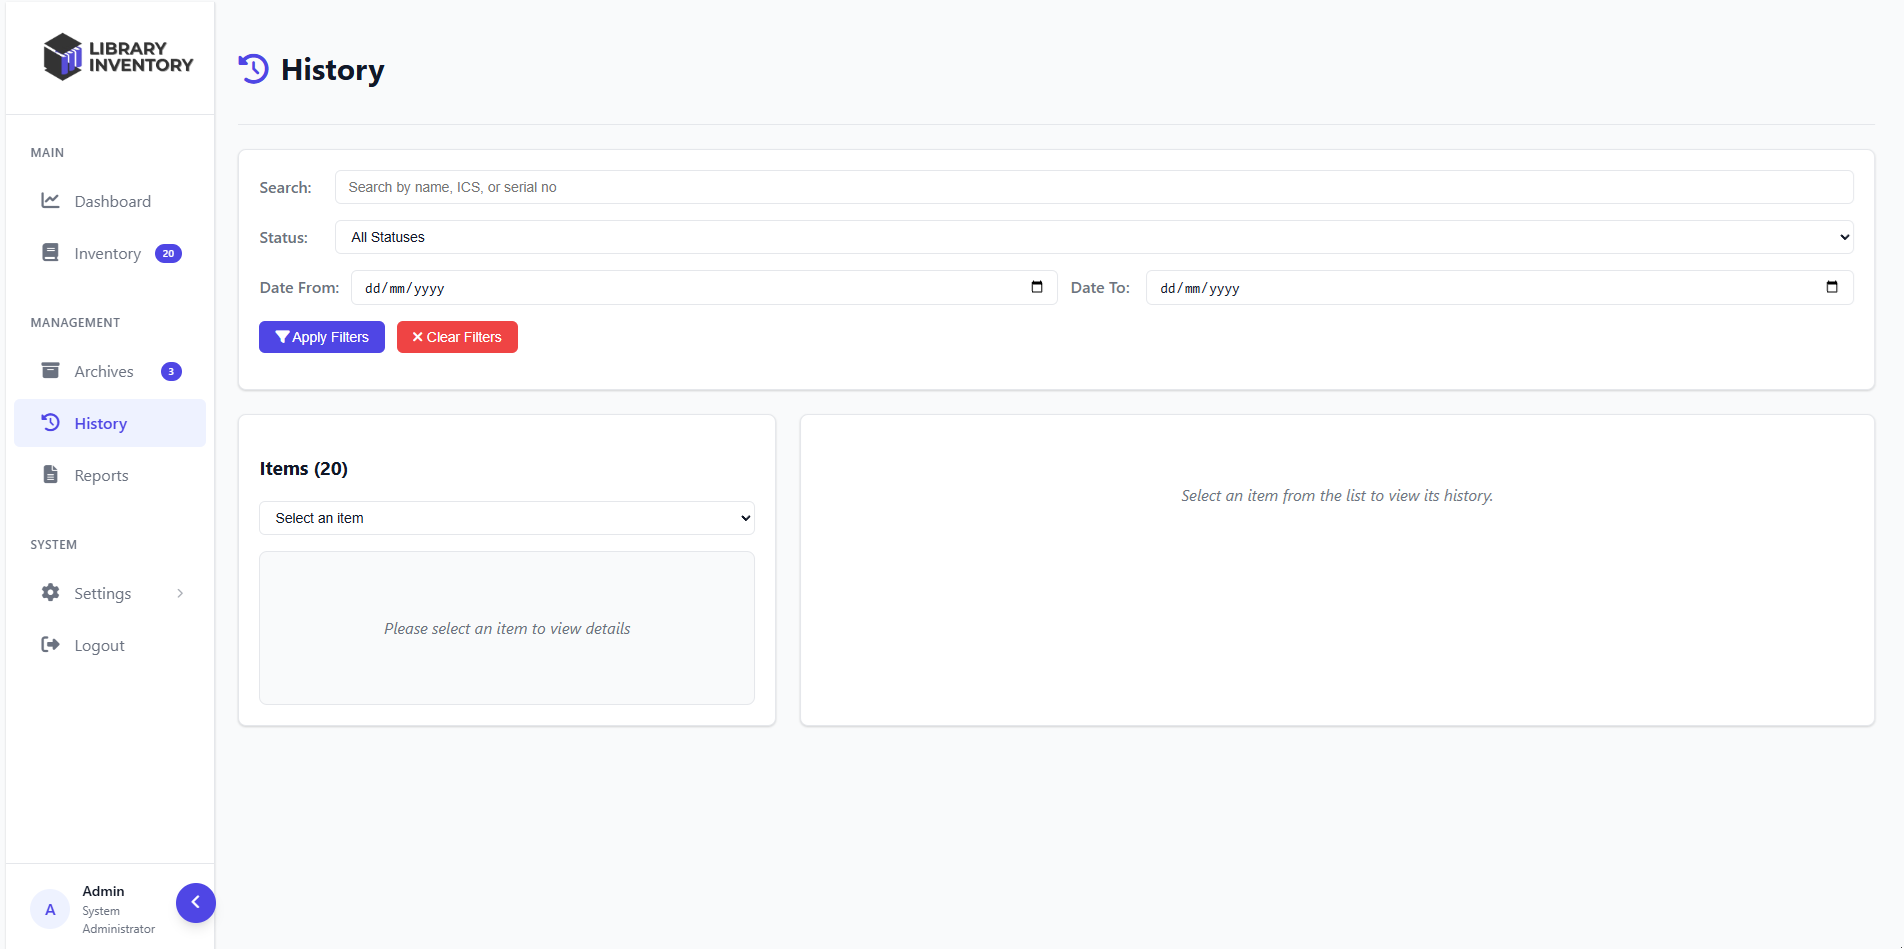 LIBRARY
INVENTORY
MAIN
Dashboard
Inventory 20
MANAGEMENT
Archives 3
History
Reports
SYSTEM
Settings
Logout
A
Admin
System
Administrator
History
Search: Search by name, ICS, or serial no
Status: All Statuses
Date From: dd/mm/yyyy Date To: dd/mm/yyyy
Apply Filters Clear Filters
Items (20)
Select an item
Please select an item to view details
Select an item from the list to view its history.